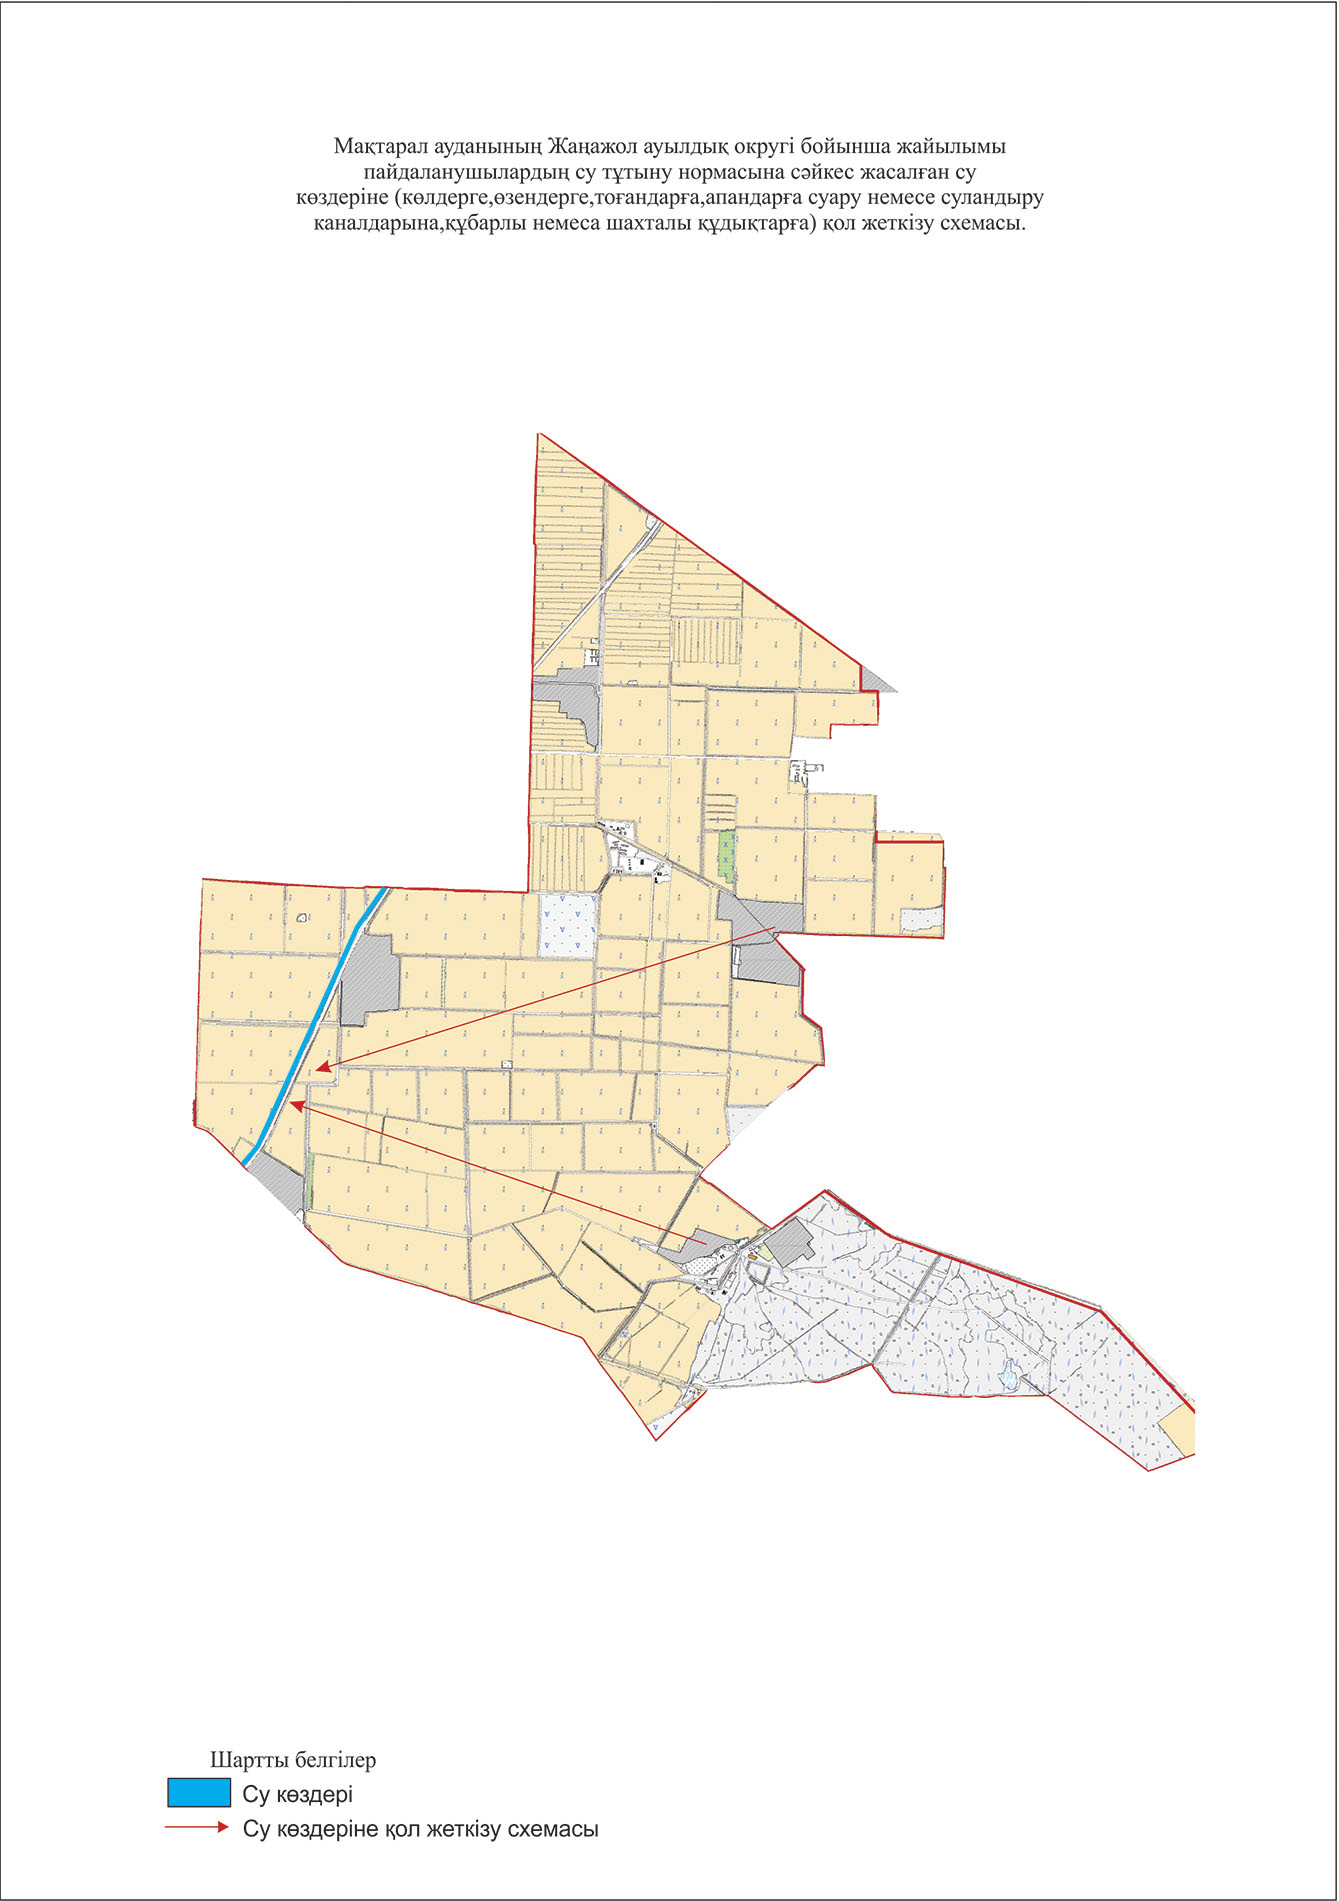 Мақтарал ауданының Жаңажол ауылдық округі бойынша жайылымы
пайдаланушылардың су тұтыну нормасына сәйкес жасалған су
көздеріне (көлдерге,өзендерге,тоғандарға,апандарға суару немесе суландыру
каналдарына,құбарлы немеса шахталы құдықтарға) қол жеткізу схемасы.
Шартты белгілер
Су көздері
Су көздеріне қол жеткізу схемасы